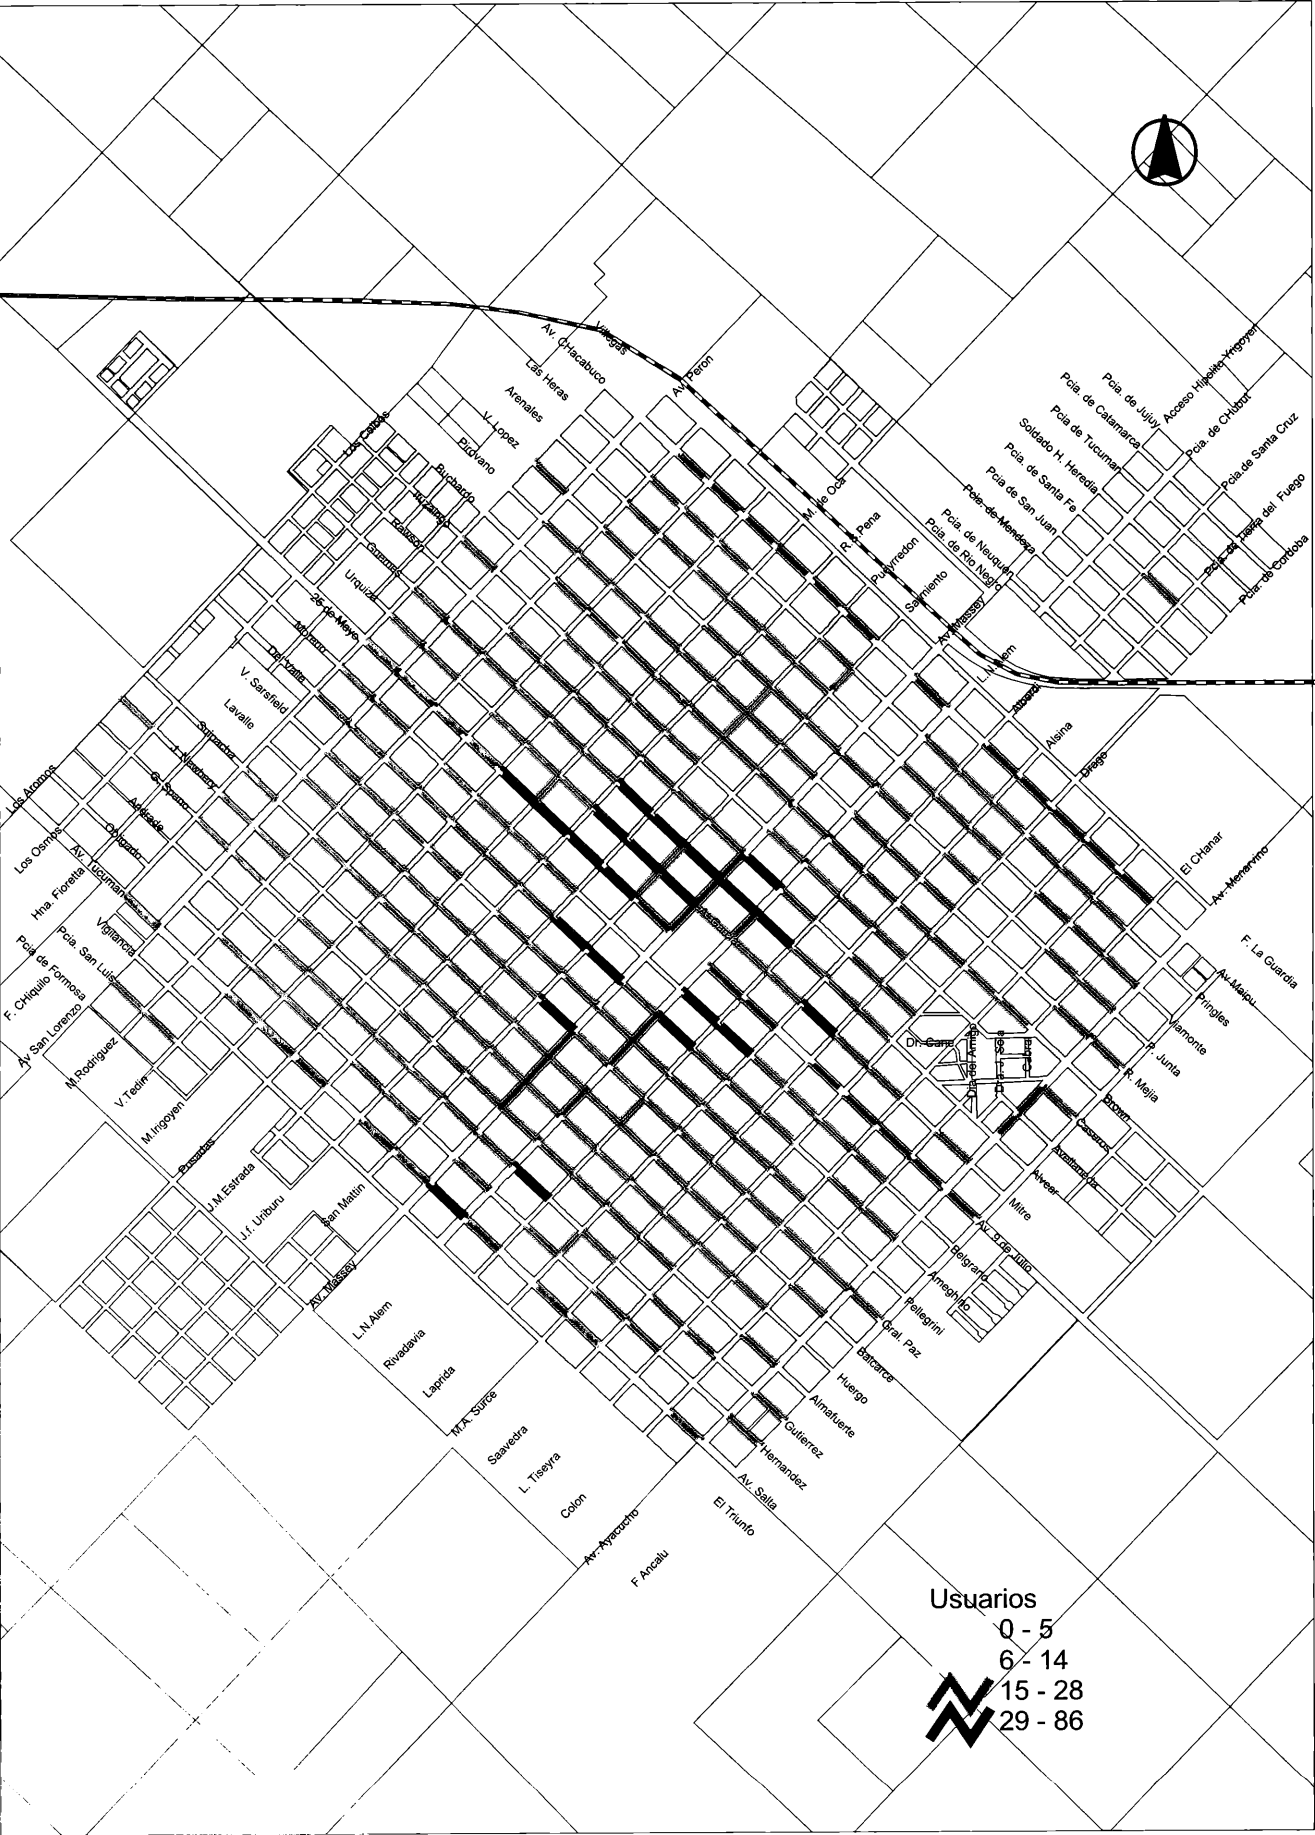 Villegas
Av. CHacabuco
Las Heras
Arenales
V. Lopez
Pirovano
Av. Peron
Los Ceibos
Buchardo
Ituzaingo
Rawson
Guemes
Urquiza
25 de Mayo
Moreno
Del Valle
V. Sarsfield
Lavalle
Suipacha
J. Newbery
G. Spano
Andrade
Obligado
Av. Tucuman
Vigilancia
Pcia. San Luis
Pcia de Formosa
Los Aromos
Los Osmos
Hna. Fioretta
F. CHiquilo
Av San Lorenzo
M.Rodriguez
V.Tedin
M.Irigoyen
Posadas
J.M.Estrada
J.f. Uriburu
San Mattin
Av. Massey
L.N.Alem
Rivadavia
Laprida
M.A. Surce
Saavedra
L. Tiseyra
Colon
Av. Ayacucho
F Ancalu
El Triunfo
Av. Salta
Hernandez
Gutierrez
Almafuerte
Huergo
Balcarce
Gral. Paz
Pellegrini
Ameghino
Belgrano
Av. 9 de Julio
Mitre
Alvear
Avellaneda
Caseros
Brown
R. Mejia
P. Junta
Viamonte
Pringles
Av.Maipu
F. La Guardia
Av. Menarvino
El CHanar
Drago
Alsina
Alberdi
L.N.Alem
Av.Massey
Sarmiento
Pueyrredon
R.S.Pena
M. de Oca
Pcia. de Rio Negro
Pcia. de Neuquen
Pcia. de Mendoza
Pcia de San Juan
Pcia. de Santa Fe
Soldado H. Heredia
Pcia de Tucuman
Pcia. de Catamarca
Pcia. de Jujuy
Acceso Hipolito Yrigoyen
Pcia. de CHubut
Pcia.de Santa Cruz
Pcia. de Tierra del Fuego
Pcia. de Cordoba
Dr. Cane
Usuarios
0 - 5
6 - 14
15 - 28
29 - 86